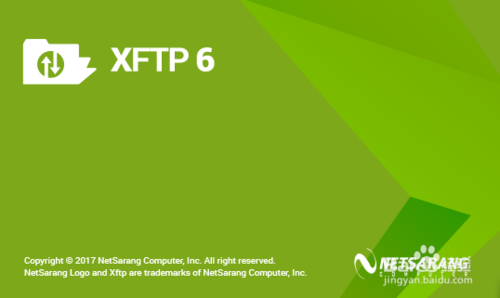 XFTP 6
Copyright © 2017 NetSarang Computer, Inc. All right reserved.
NetSarang Logo and Xftp are trademarks of NetSarang Computer, Inc.
NETSARANG
COMPUTER
jingyan.baidu.com